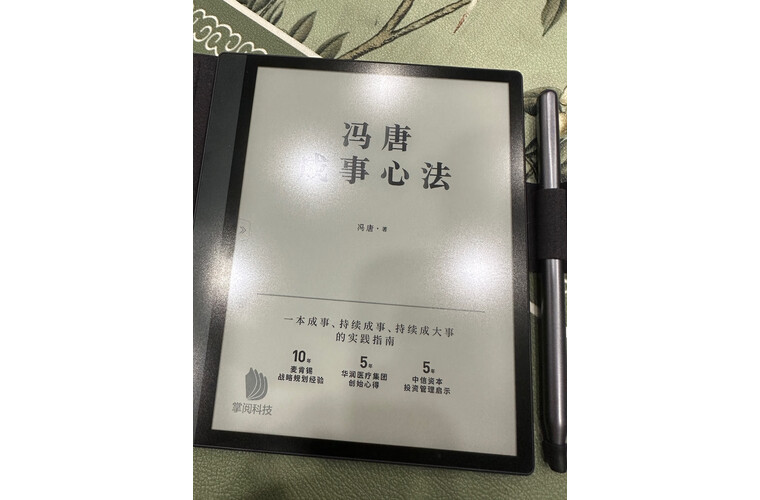 冯唐
成事心法
冯唐·著
一本成事、持续成事、持续成大事
的实践指南
10年
麦肯锡
战略规划经验
5年
华润医疗集团
创始心得
5年
中信资本
投资管理启示
掌阅科技